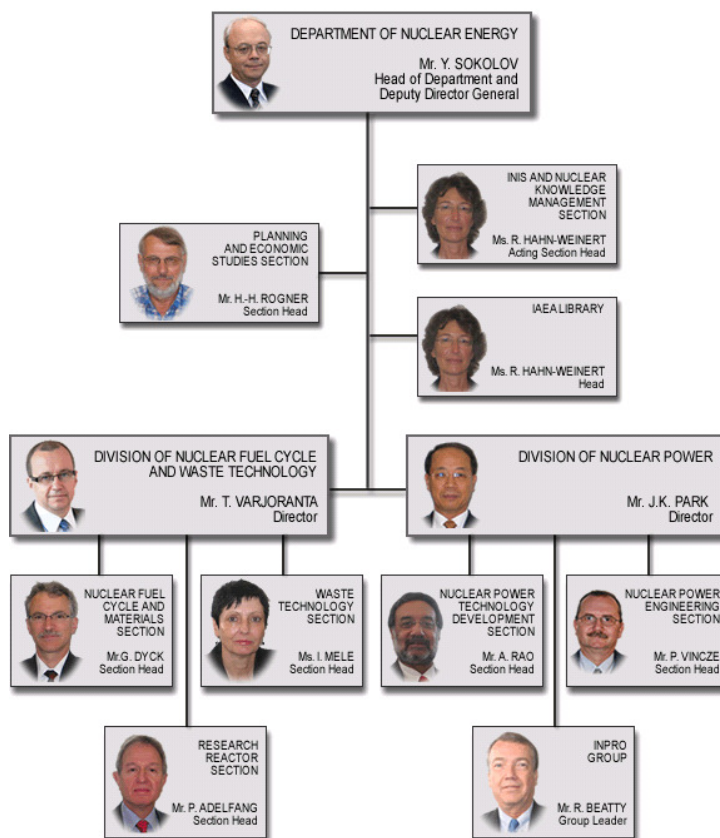 DEPARTMENT OF NUCLEAR ENERGY
Mr. Y. SOKOLOV
Head of Department and
Deputy Director General
INIS AND NUCLEAR
KNOWLEDGE
MANAGEMENT
SECTION
Ms. R. HAHN-WEINERT
Acting Section Head
PLANNING
AND ECONOMIC
STUDIES SECTION
Mr. H.-H. ROGNER
Section Head
IAEA LIBRARY
Ms. R. HAHN-WEINERT
Head
DIVISION OF NUCLEAR FUEL CYCLE
AND WASTE TECHNOLOGY
Mr. T. VARJORANTA
Director
DIVISION OF NUCLEAR POWER
Mr. J.K. PARK
Director
NUCLEAR FUEL
CYCLE AND
MATERIALS
SECTION
Mr.G. DYCK
Section Head
WASTE
TECHNOLOGY
SECTION
Ms. I. MELE
Section Head
NUCLEAR POWER
TECHNOLOGY
DEVELOPMENT
SECTION
Mr. A. RAO
Section Head
NUCLEAR POWER
ENGINEERING
SECTION
Mr. P. VINCZE
Section Head
RESEARCH
REACTOR
SECTION
Mr. P. ADELFANG
Section Head
INPRO
GROUP
Mr. R. BEATTY
Group Leader